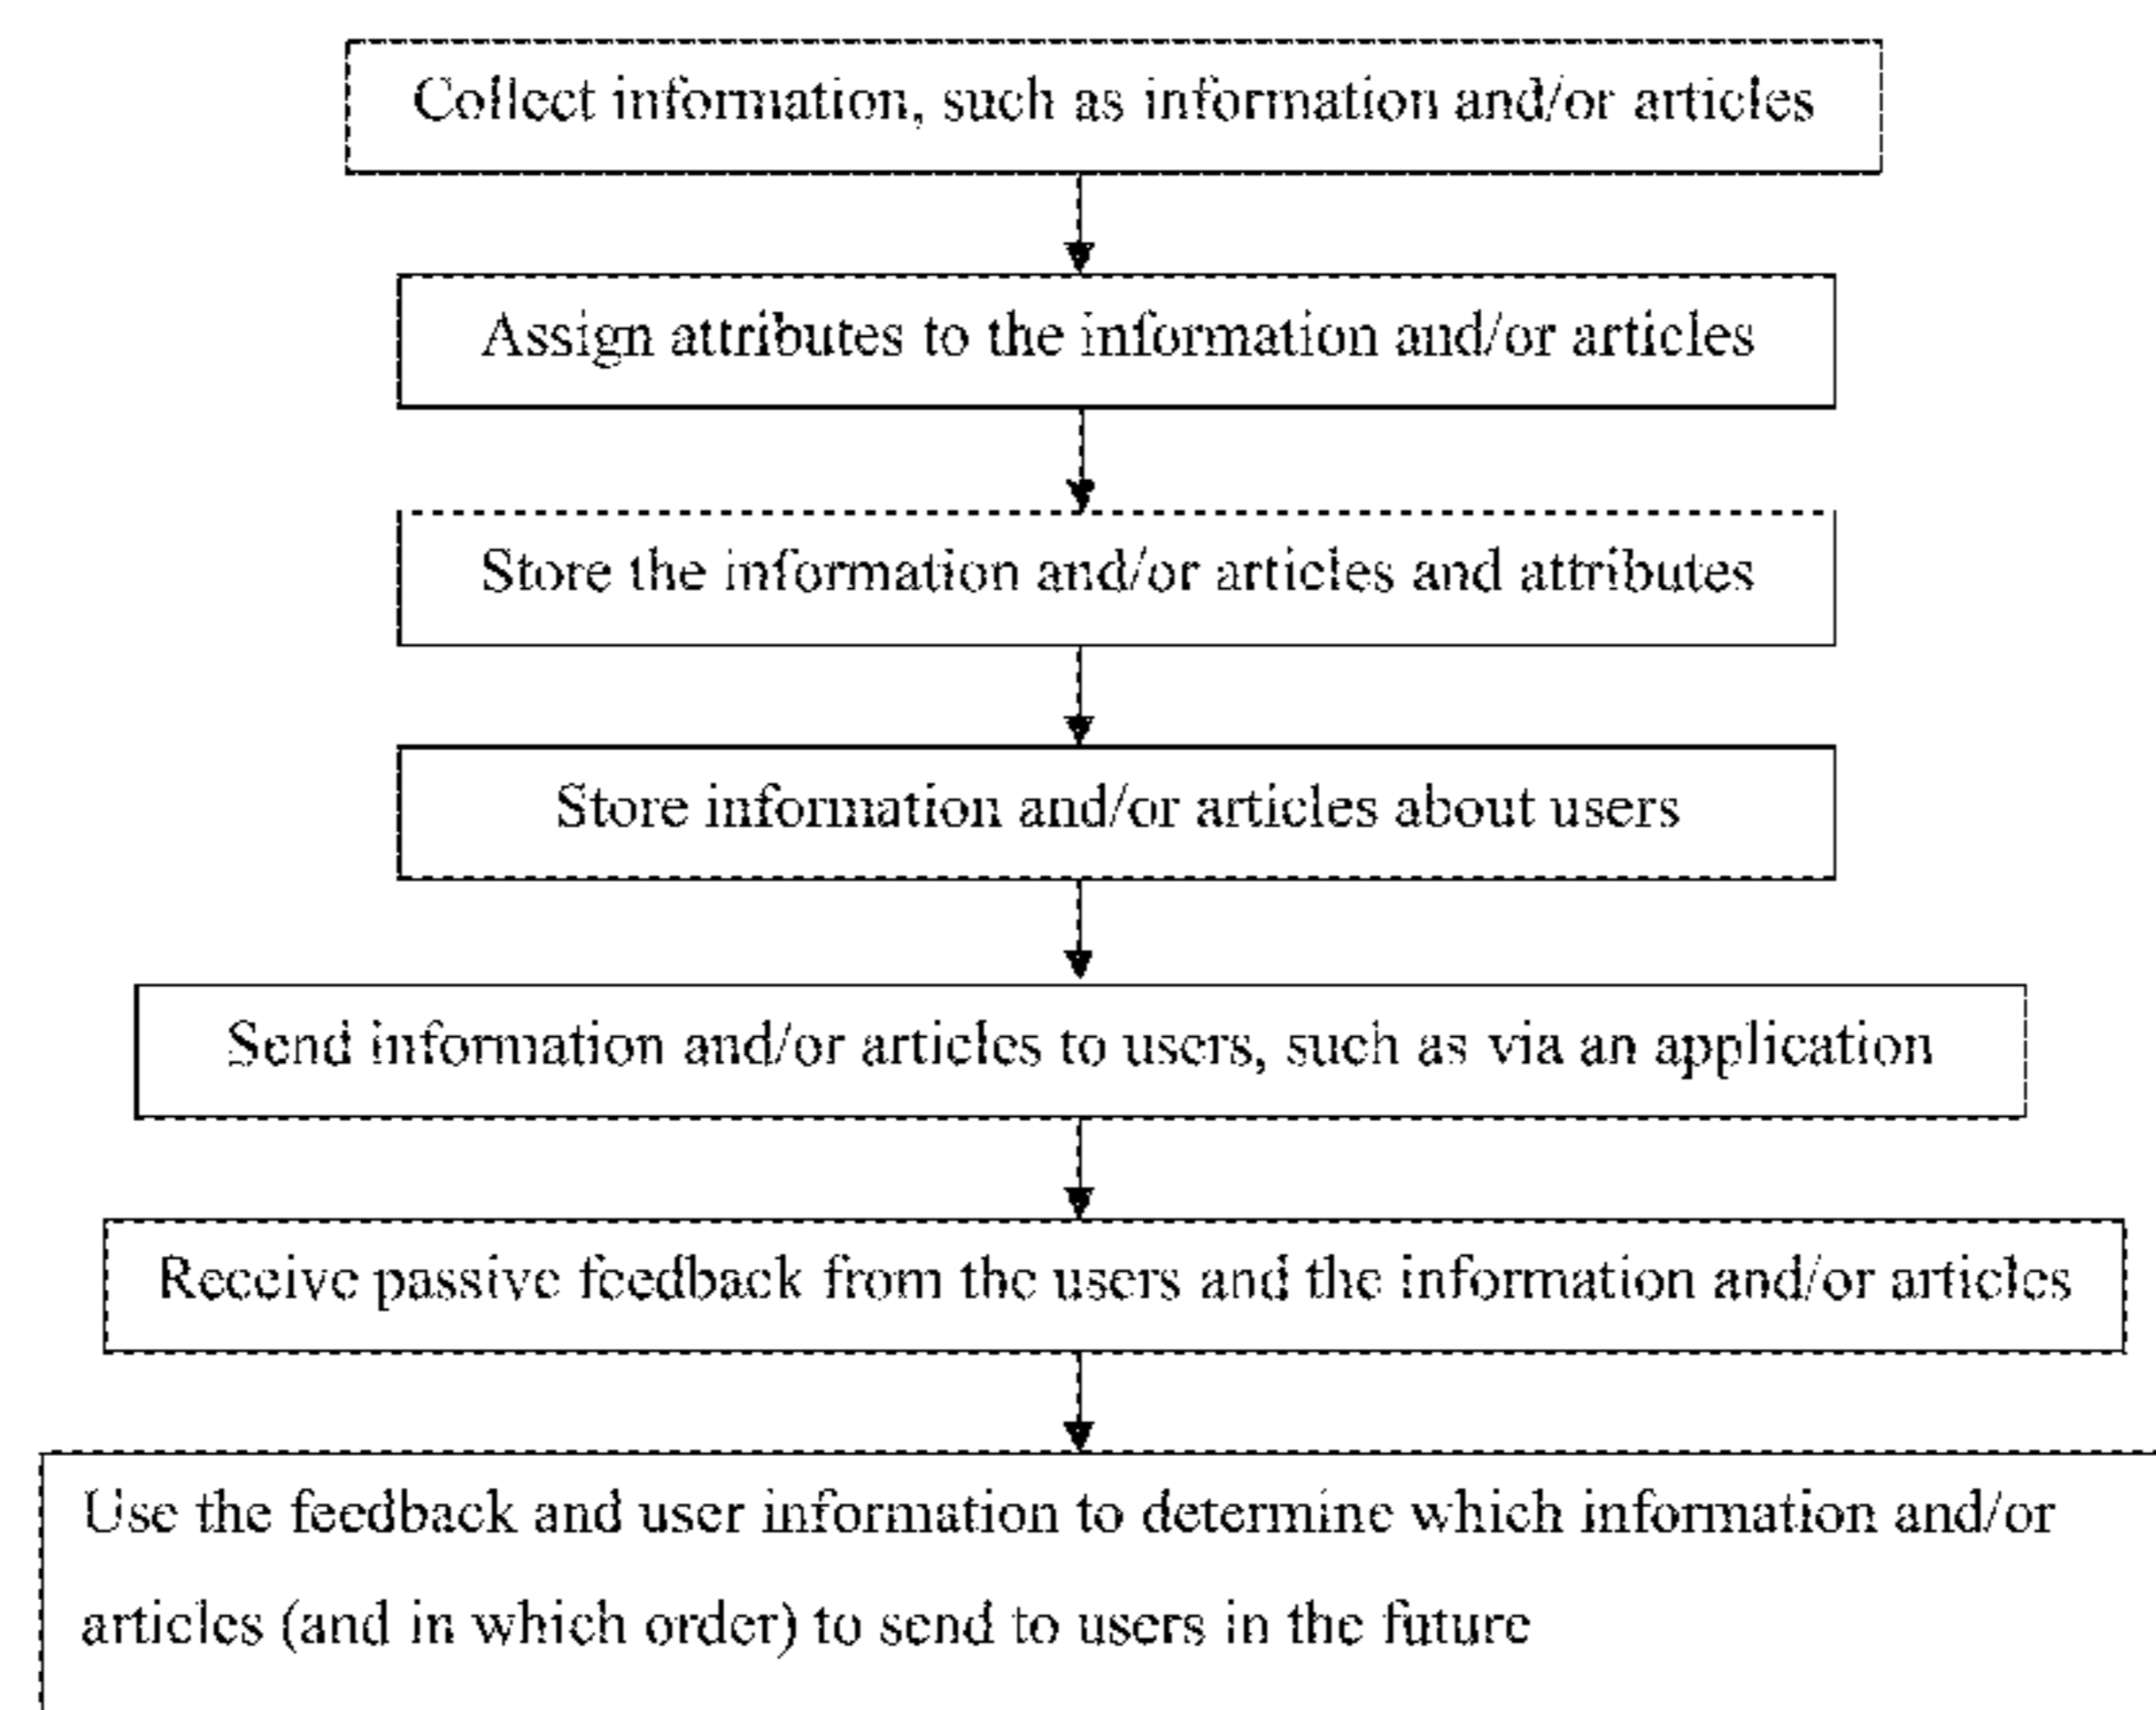 Collect information, such as information and/or articles
Assign attributes to the information and/or articles
Store the information and/or articles and attributes
Store information and/or articles about users
Send information and/or articles to users, such as via an application
Receive passive feedback from the users and the information and/or articles
Use the feedback and user information to determine which information and/or
articles (and in which order) to send to users in the future